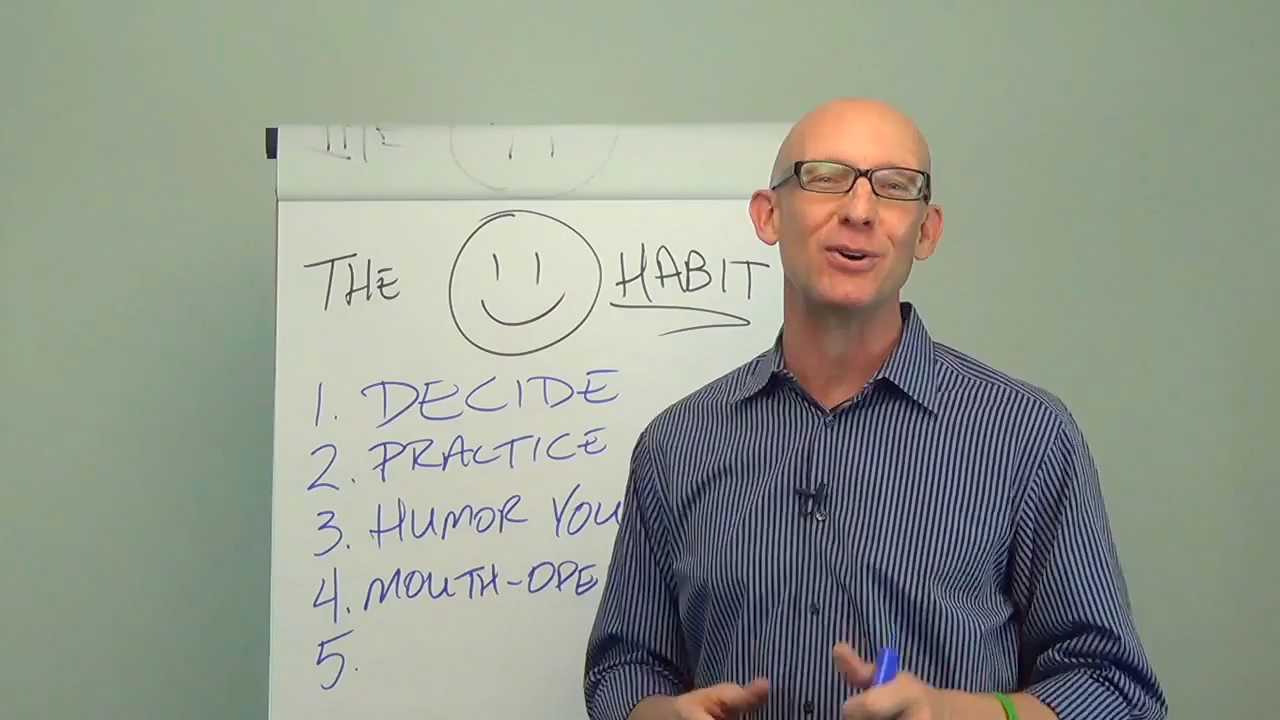 THE HABIT
1. DECIDE
2. PRACTICE
3. HUMOR YOU
4. MOUTH-OPE
5.